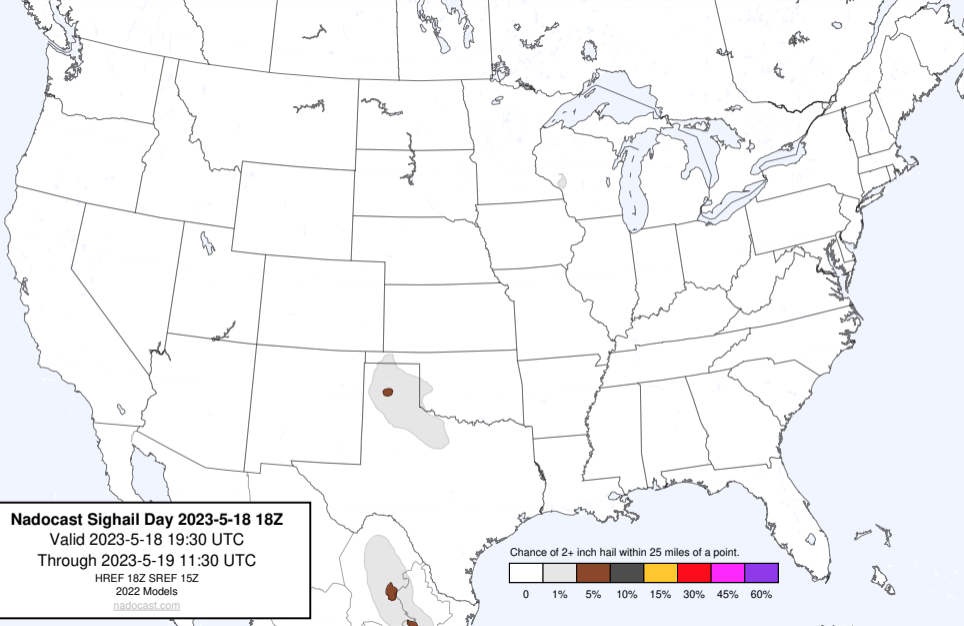 Nadocast Sighail Day 2023-5-18 18Z
Valid 2023-5-18 19:30 UTC
Through 2023-5-19 11:30 UTC
HREF 18Z SREF 15Z
2022 Models
nadocast.com
Chance of 2+ inch hail within 25 miles of a point.
0 1% 5% 10% 15% 30% 45% 60%